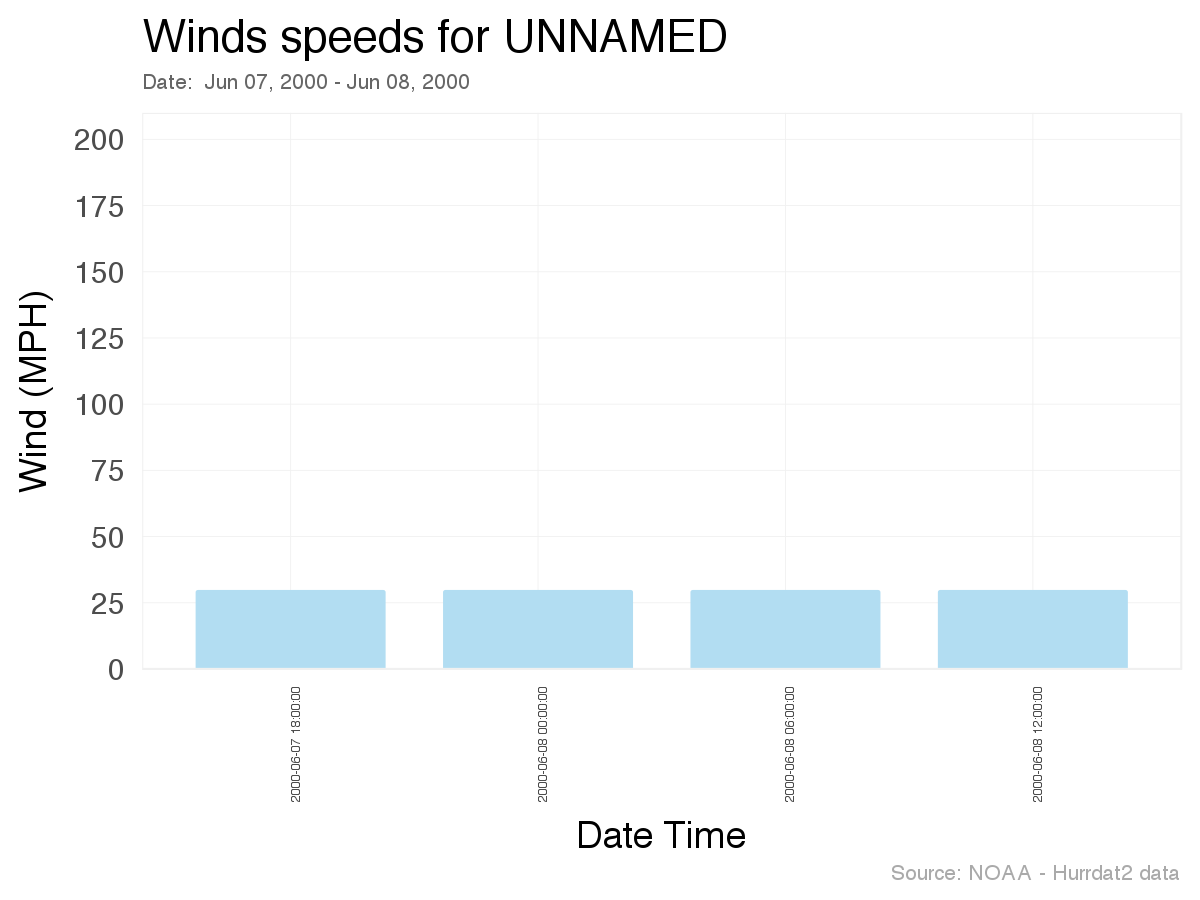 Winds speeds for UNNAMED
Date:  Jun 07, 2000 - Jun 08, 2000
Wind (MPH)
200
175
150
125
100
75
50
25
0
2000-06-07 18:00:00
2000-06-08 00:00:00
2000-06-08 06:00:00
2000-06-08 12:00:00
Date Time
Source: NOAA - Hurrdat2 data